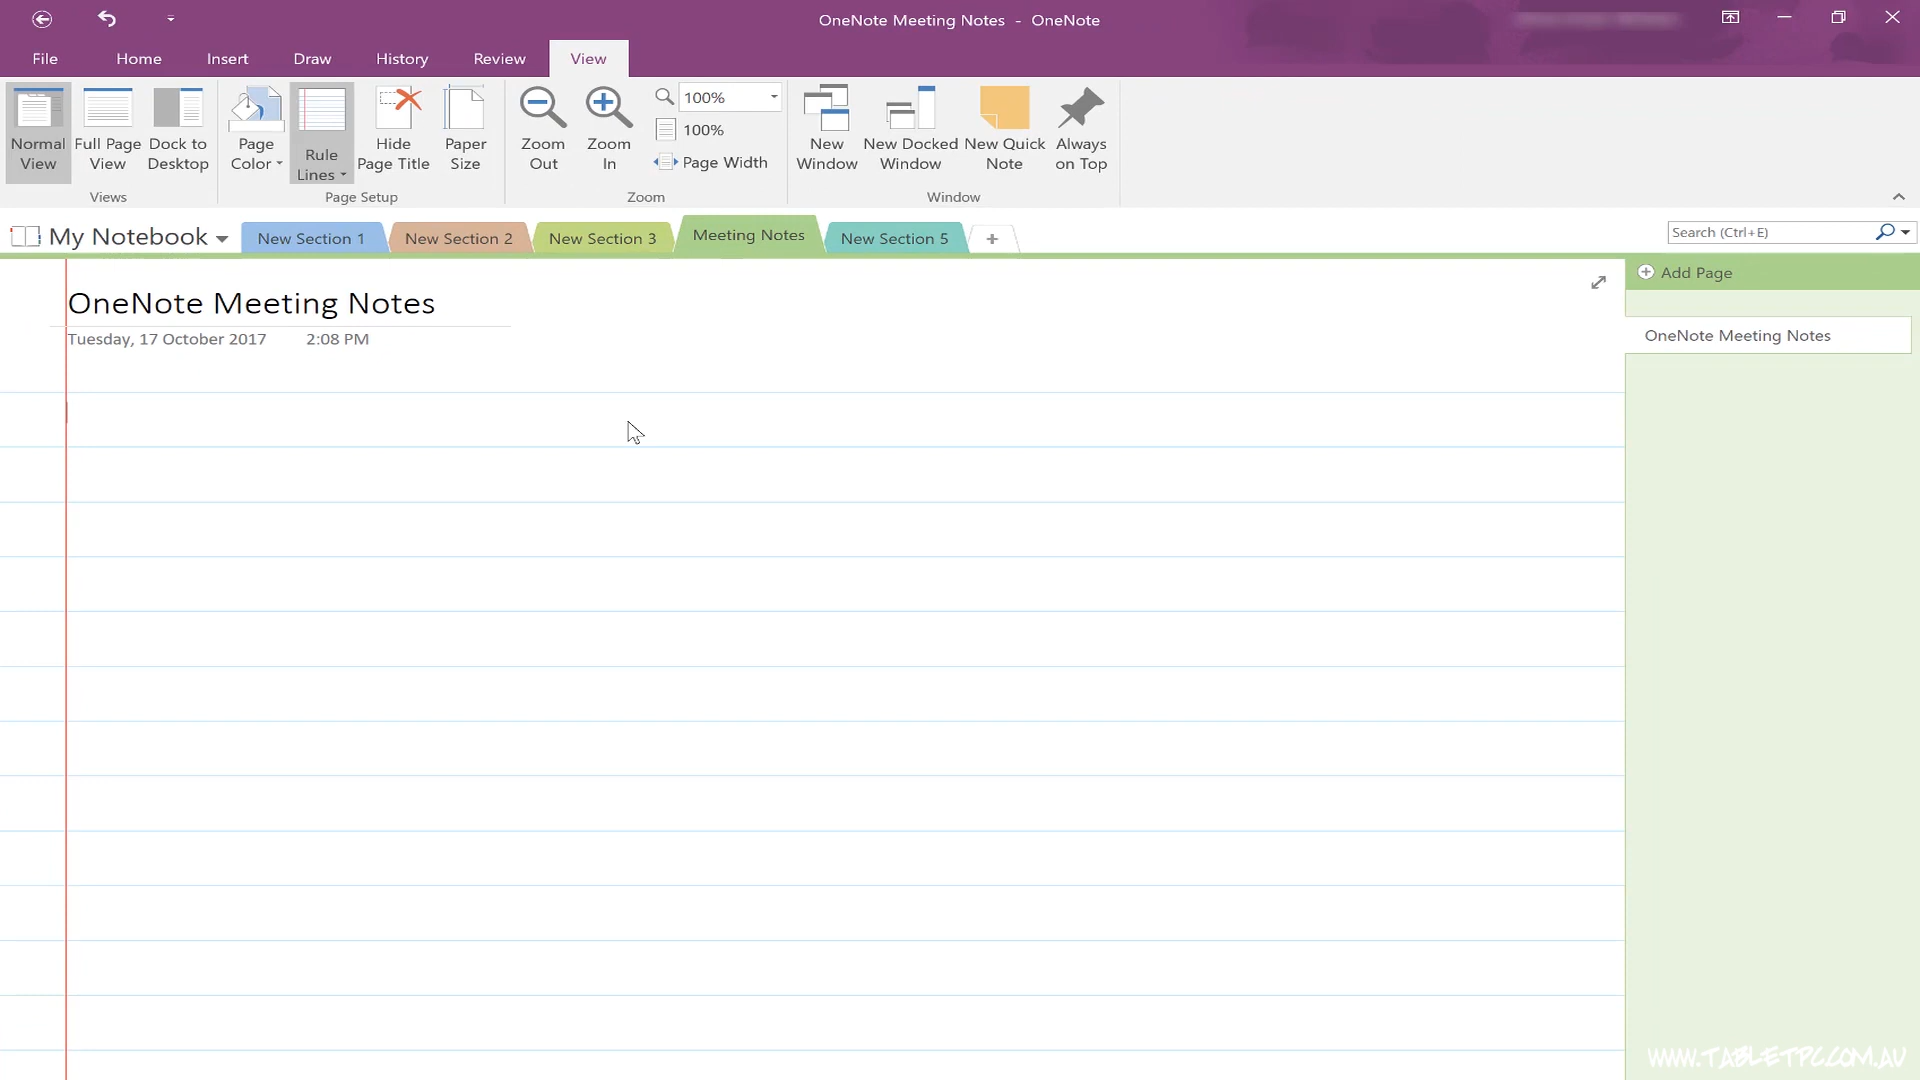 OneNote Meeting Notes - OneNote
File Home Insert Draw History Review View
Normal View
Full Page View
Dock to Desktop
Views
Page Color
Rule Lines
Hide Page Title
Paper Size
Page Setup
Zoom Out
Zoom In
100%
100%
Page Width
Zoom
New Window
New Docked Window
New Quick Note
Always on Top
Window
My Notebook
New Section 1
New Section 2
New Section 3
Meeting Notes
New Section 5
Search (Ctrl+E)
OneNote Meeting Notes
Tuesday, 17 October 2017 2:08 PM
Add Page
OneNote Meeting Notes
WWW.TABLETPC.COM.AU